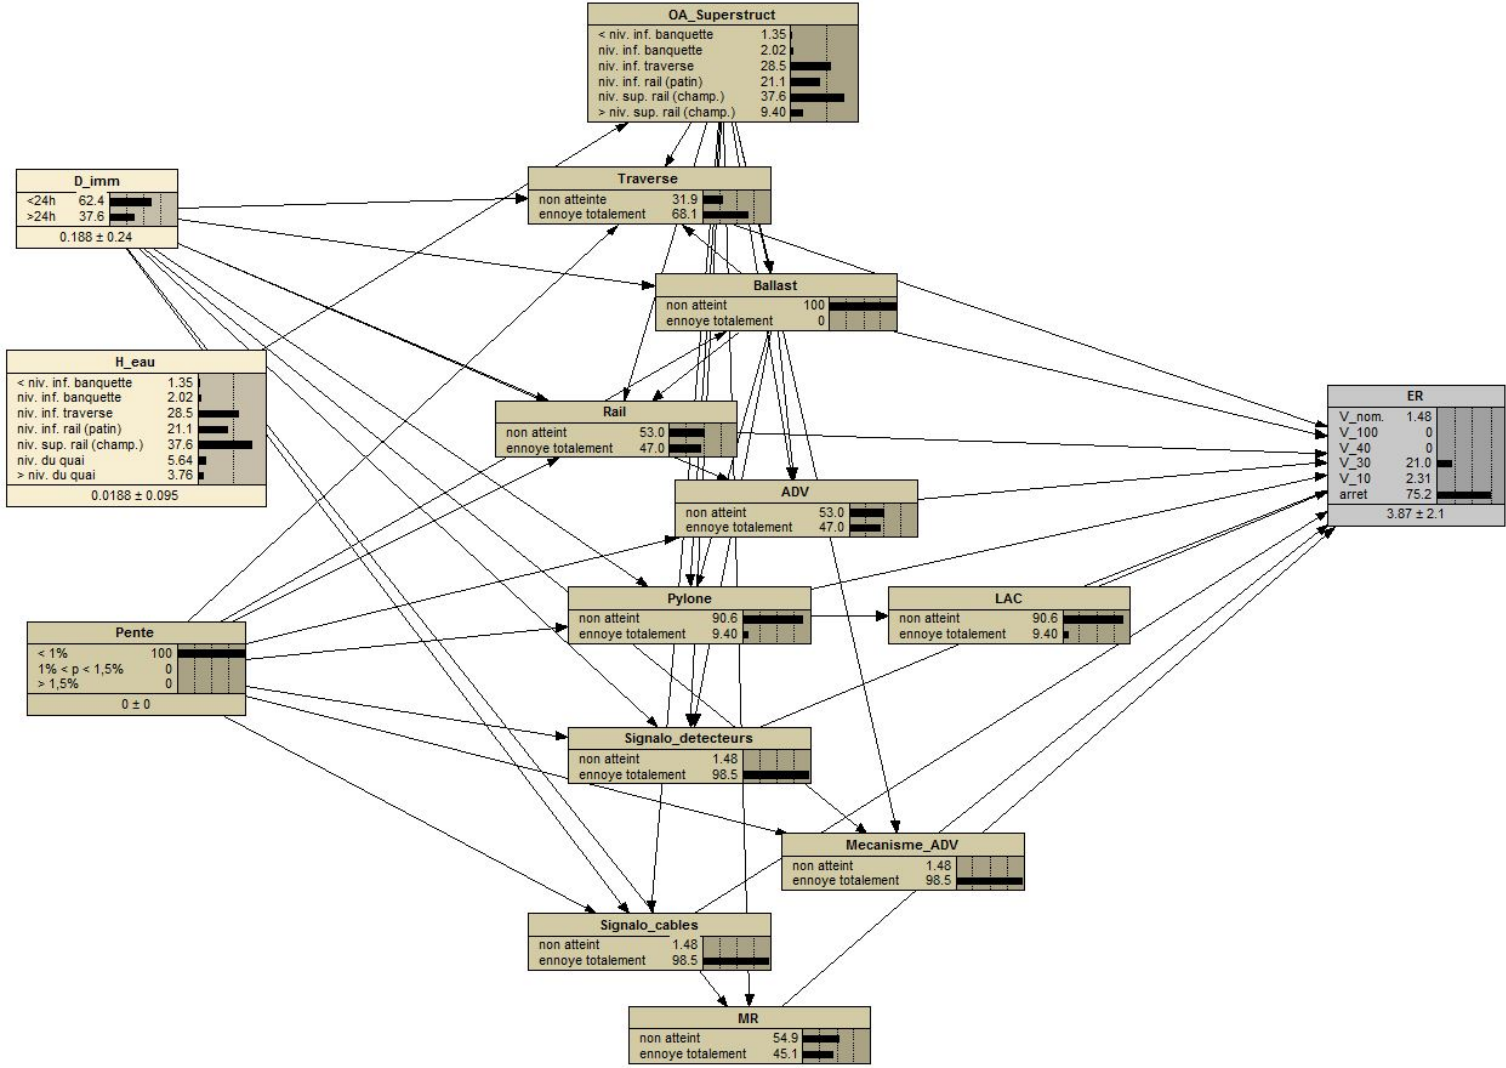 OA_Superstruct
< niv. inf. banquette 1.35
niv. inf. banquette 2.02
niv. inf. traverse 28.5
niv. inf. rail (patin) 21.1
niv. sup. rail (champ.) 37.6
> niv. sup. rail (champ.) 9.40
D_imm
<24h 62.4
>24h 37.6
0.188 ± 0.24
Traverse
non atteinte 31.9
ennoye totalement 68.1
Ballast
non atteint 100
ennoye totalement 0
H_eau
< niv. inf. banquette 1.35
niv. inf. banquette 2.02
niv. inf. traverse 28.5
niv. inf. rail (patin) 21.1
niv. sup. rail (champ.) 37.6
niv. du quai 5.64
> niv. du quai 3.76
0.0188 ± 0.095
Rail
non atteint 53.0
ennoye totalement 47.0
ER
V_nom. 1.48
V_100 0
V_40 0
V_30 21.0
V_10 2.31
arret 75.2
3.87 ± 2.1
ADV
non atteint 53.0
ennoye totalement 47.0
Pylone
non atteint 90.6
ennoye totalement 9.40
LAC
non atteint 90.6
ennoye totalement 9.40
Pente
< 1% 100
1% < p < 1,5% 0
> 1,5% 0
0 ± 0
Signalo_detecteurs
non atteint 1.48
ennoye totalement 98.5
Mecanisme_ADV
non atteint 1.48
ennoye totalement 98.5
Signalo_cables
non atteint 1.48
ennoye totalement 98.5
MR
non atteint 54.9
ennoye totalement 45.1